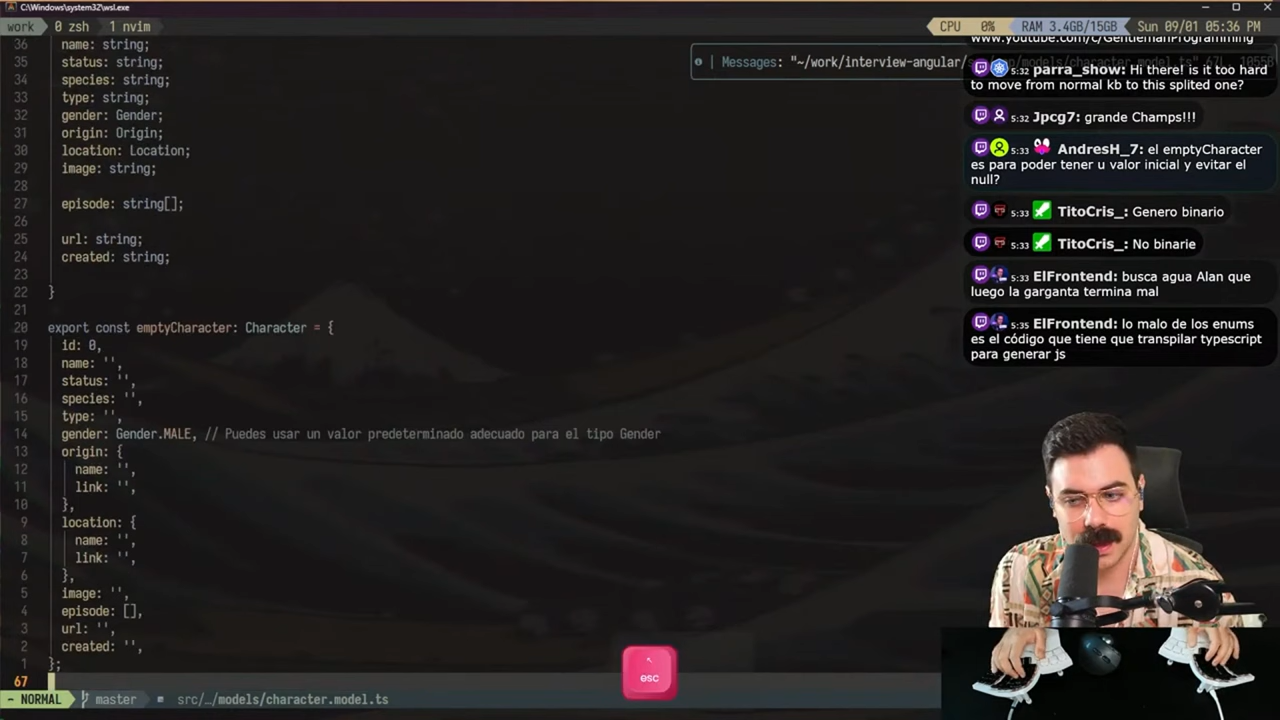 C:\Windows\system32\wsl.exe
work 0 zsh 1 nvim
CPU 0% RAM 3.4GB/15GB Sun 09/01 05:36 PM
36 name: string;
35 status: string;
34 species: string;
33 type: string;
32 gender: Gender;
31 origin: Origin;
30 location: Location;
29 image: string;
28
27 episode: string[];
26
25 url: string;
24 created: string;
23
22 }
21
20 export const emptyCharacter: Character = {
19 id: 0,
18 name: '',
17 status: '',
16 species: '',
15 type: '',
14 gender: Gender.MALE, // Puedes usar un valor predeterminado adecuado para el tipo Gender
13 origin: {
12 name: '',
11 link: '',
10 },
9 location: {
8 name: '',
7 link: '',
6 },
5 image: '',
4 episode: [],
3 url: '',
2 created: '',
1 };
67
~ NORMAL master src/…/models/character.model.ts
Messages: "~/work/interview-angular/
www.youtube.com/c/GentlemanProgramming
5:32 parra_show: Hi there! is it too hard
to move from normal kb to this splited one?
5:32 Jpcg7: grande Champs!!!
5:33 AndresH_7: el emptyCharacter
es para poder tener u valor inicial y evitar el
null?
5:33 TitoCris_: Genero binario
5:33 TitoCris_: No binarie
5:33 ElFrontend: busca agua Alan que
luego la garganta termina mal
5:35 ElFrontend: lo malo de los enums
es el código que tiene que transpilar typescript
para generar js
esc